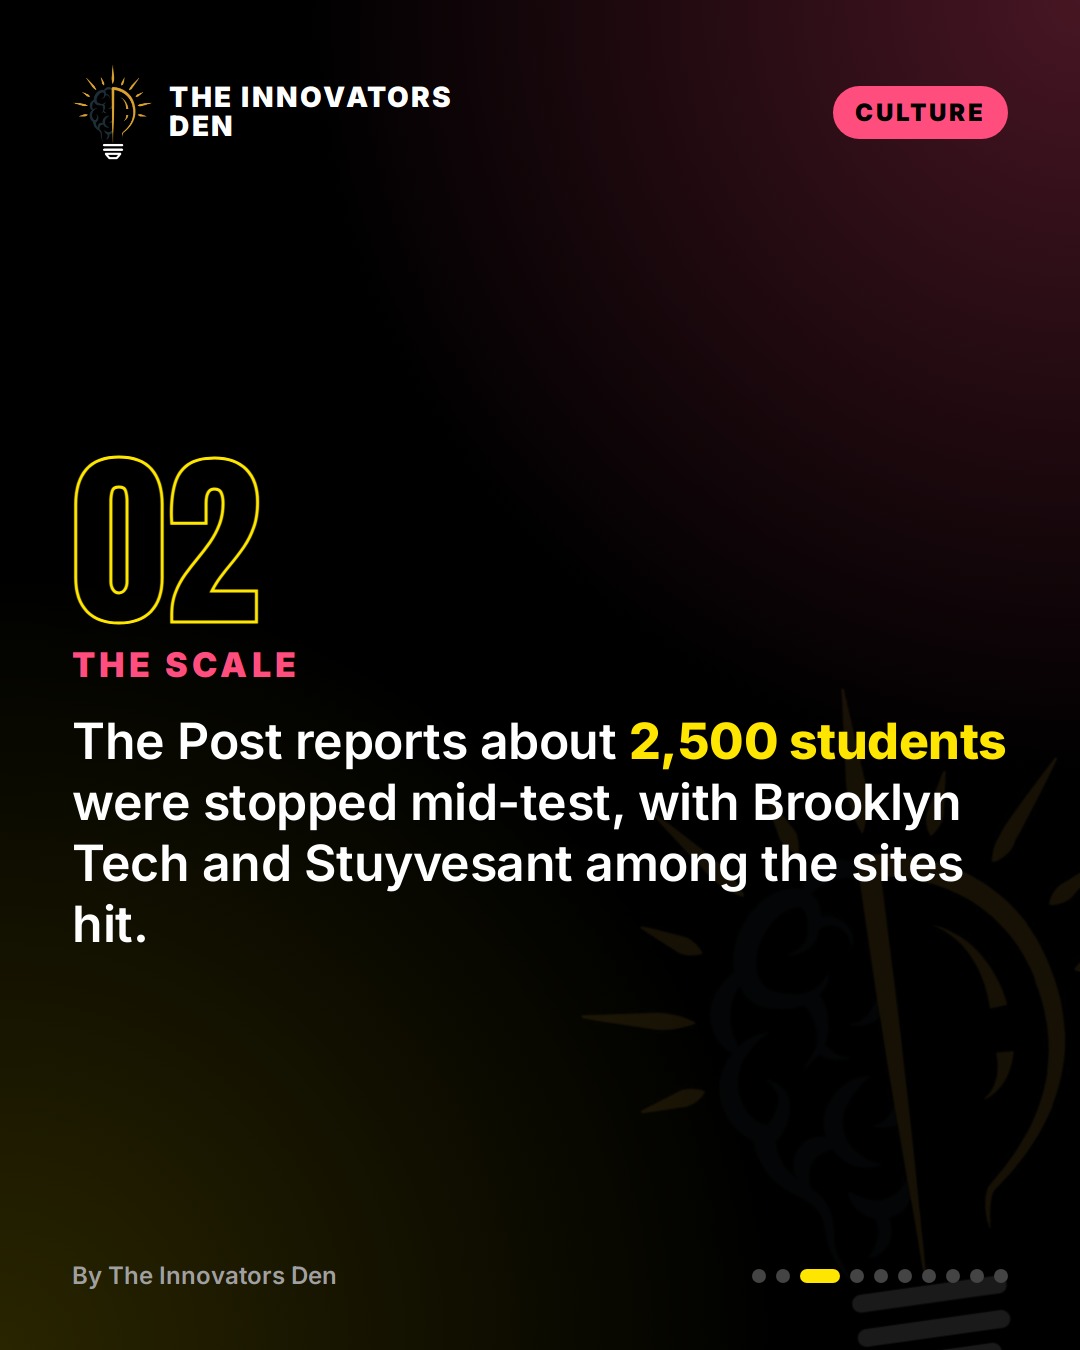 THE INNOVATORS
DEN
CULTURE
02
THE SCALE
The Post reports about 2,500 students
were stopped mid-test, with Brooklyn
Tech and Stuyvesant among the sites
hit.
By The Innovators Den